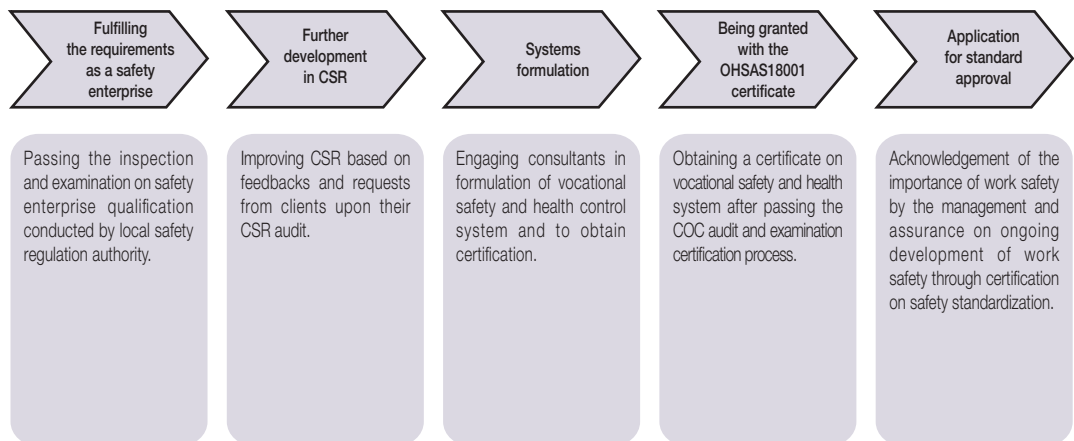 Fulfilling
the requirements
as a safety
enterprise
Further
development
in CSR
Systems
formulation
Being granted
with the
OHSAS18001
certificate
Application
for standard
approval
Passing the inspection
and examination on safety
enterprise qualification
conducted by local safety
regulation authority.
Improving CSR based on
feedbacks and requests
from clients upon their
CSR audit.
Engaging consultants in
formulation of vocational
safety and health control
system and to obtain
certification.
Obtaining a certificate on
vocational safety and health
system after passing the
COC audit and examination
certification process.
Acknowledgement of the
importance of work safety
by the management and
assurance on ongoing
development of work
safety through certification
on safety standardization.